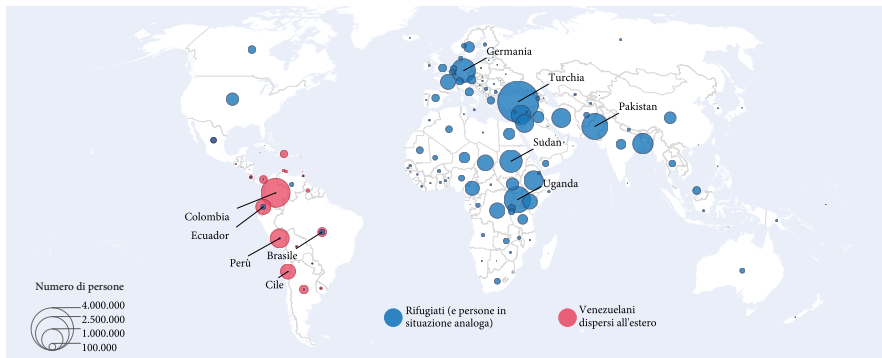 Germania
Turchia
Pakistan
Sudan
Uganda
Colombia
Ecuador
Perù
Brasile
Cile
Numero di persone
4.000.000
2.500.000
1.000.000
100.000
Rifugiati (e persone in
situazione analoga)
Venezuelani
dispersi all'estero